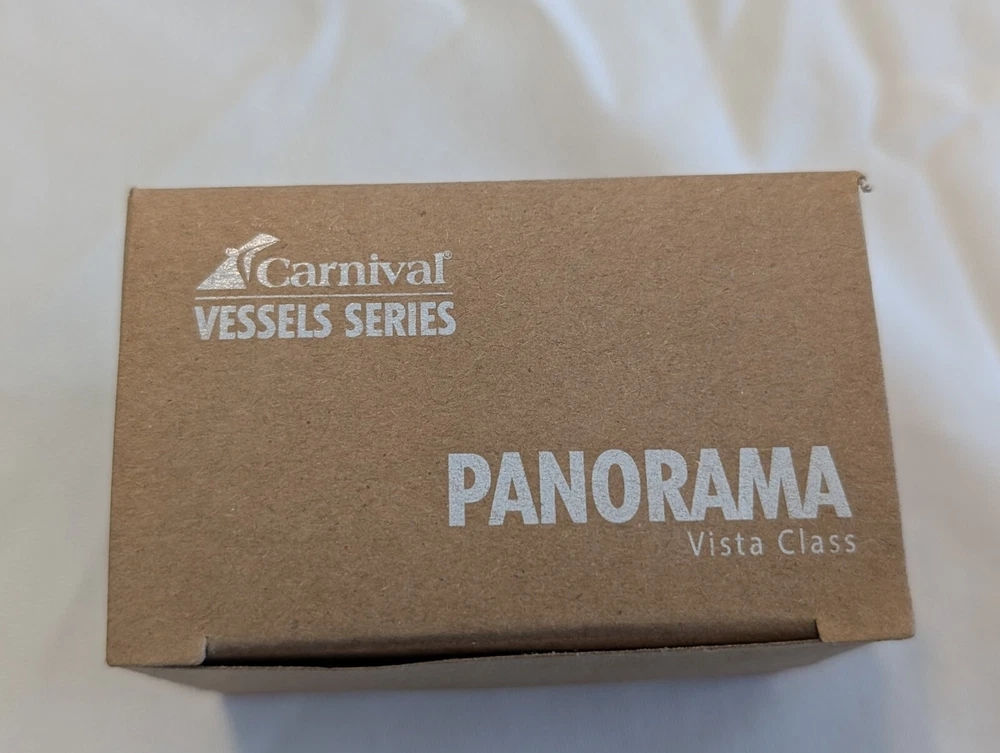 Carnival®
VESSELS SERIES
PANORAMA
Vista Class